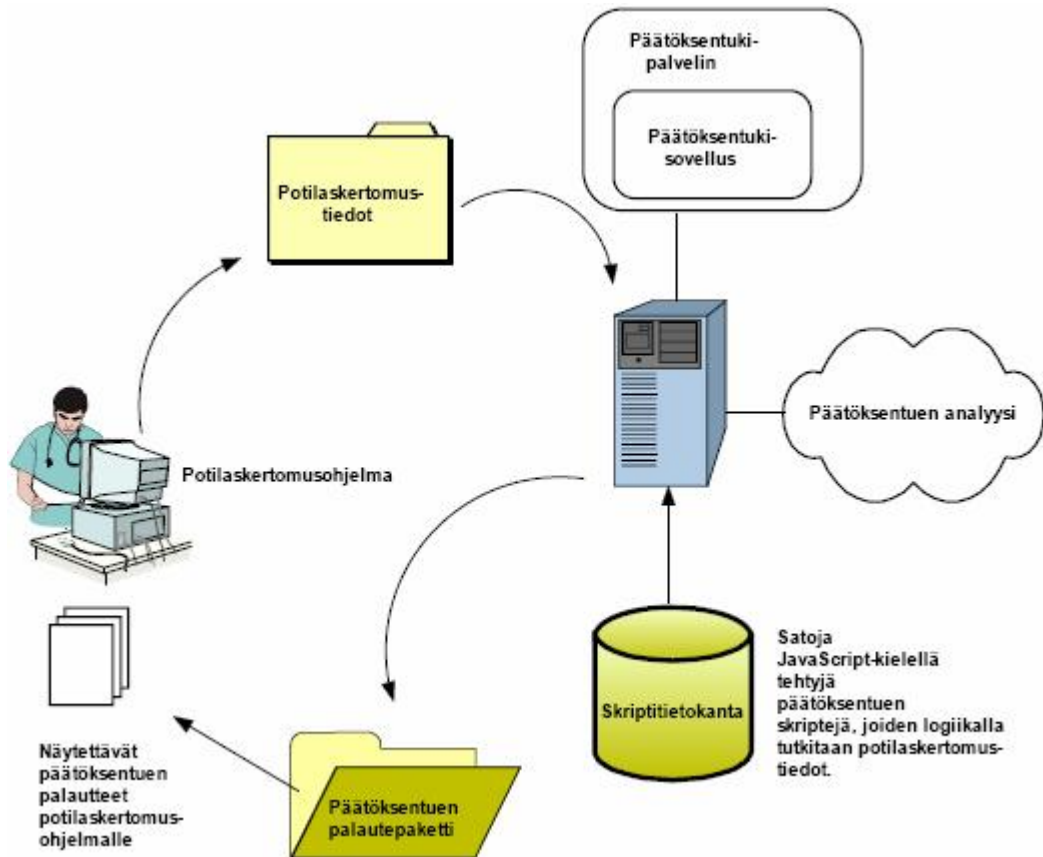 Päätöksentuki-
palvelin
Päätöksentuki-
sovellus
Potilaskertomus-
tiedot
Päätöksentuen analyysi
Potilaskertomusohjelma
Skriptitietokanta
Satoja
JavaScript-kielellä
tehtyjä
päätöksentuen
skriptejä, joiden logiikalla
tutkitaan potilaskertomus-
tiedot.
Näytettävät
päätöksentuen
palautteet
potilaskertomus-
ohjelmalle
Päätöksentuen
palautepaketti